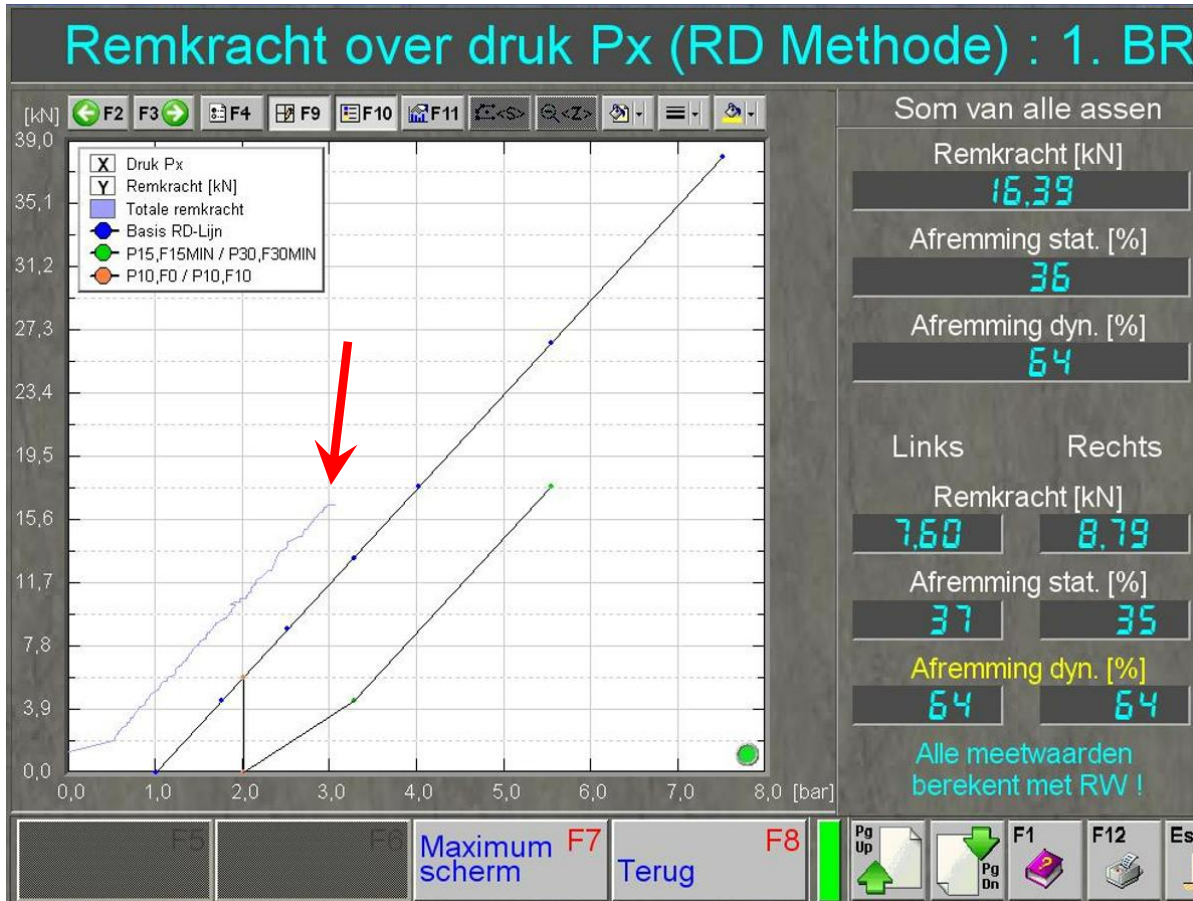 Remkracht over druk Px (RD Methode) : 1. BR
[kN]
F2 F3 F4 F9 F10 F11 <S> <Z>
39,0
35,1
31,2
27,3
23,4
19,5
15,6
11,7
7,8
3,9
0,0
X Druk Px
Y Remkracht [kN]
Totale remkracht
Basis RD-Lijn
P15,F15MIN / P30,F30MIN
P10,F0 / P10,F10
0,0 1,0 2,0 3,0 4,0 5,0 6,0 7,0 8,0 [bar]
Som van alle assen
Remkracht [kN]
16,39
Afremming stat. [%]
36
Afremming dyn. [%]
64
Links Rechts
Remkracht [kN]
7,60 8,79
Afremming stat. [%]
37 35
Afremming dyn. [%]
64 64
Alle meetwaarden
berekent met RW !
F5
F6
Maximum F7
scherm
F8
Terug
Pg
Up
Pg
Dn
F1
F12
Es